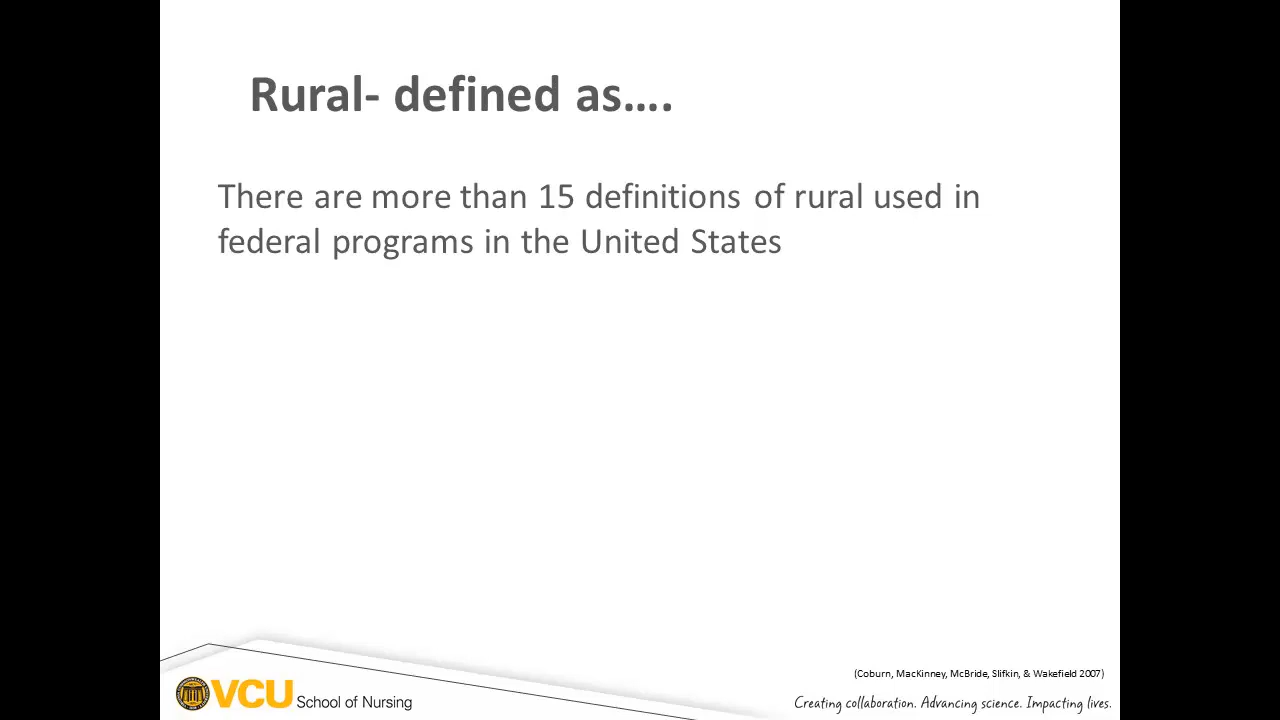 Rural- defined as....
There are more than 15 definitions of rural used in
federal programs in the United States
(Coburn, MacKinney, McBride, Slifkin, & Wakefield 2007)
VCU School of Nursing
Creating collaboration. Advancing science. Impacting lives.